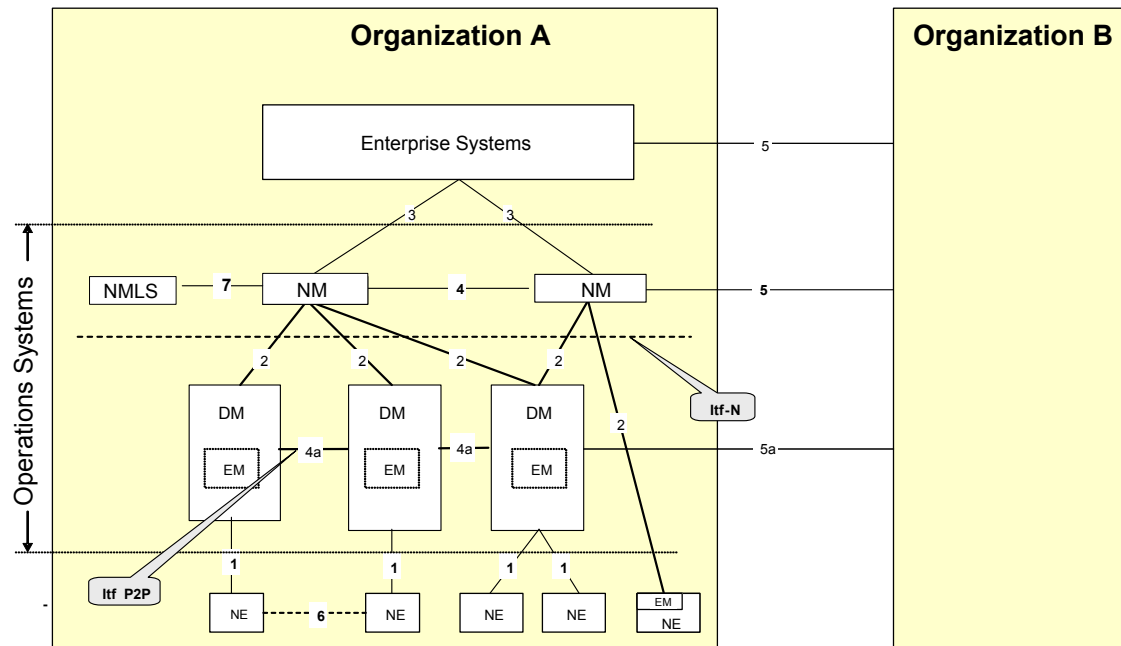 Organization A
Organization B
Enterprise Systems
5
3
3
Operations Systems
NMLS
7
NM
4
NM
5
2
2
2
2
Itf-N
2
DM
DM
DM
4a
4a
5a
EM
EM
EM
1
1
1
1
Itf P2P
NE
6
NE
NE
NE
EM
NE
-